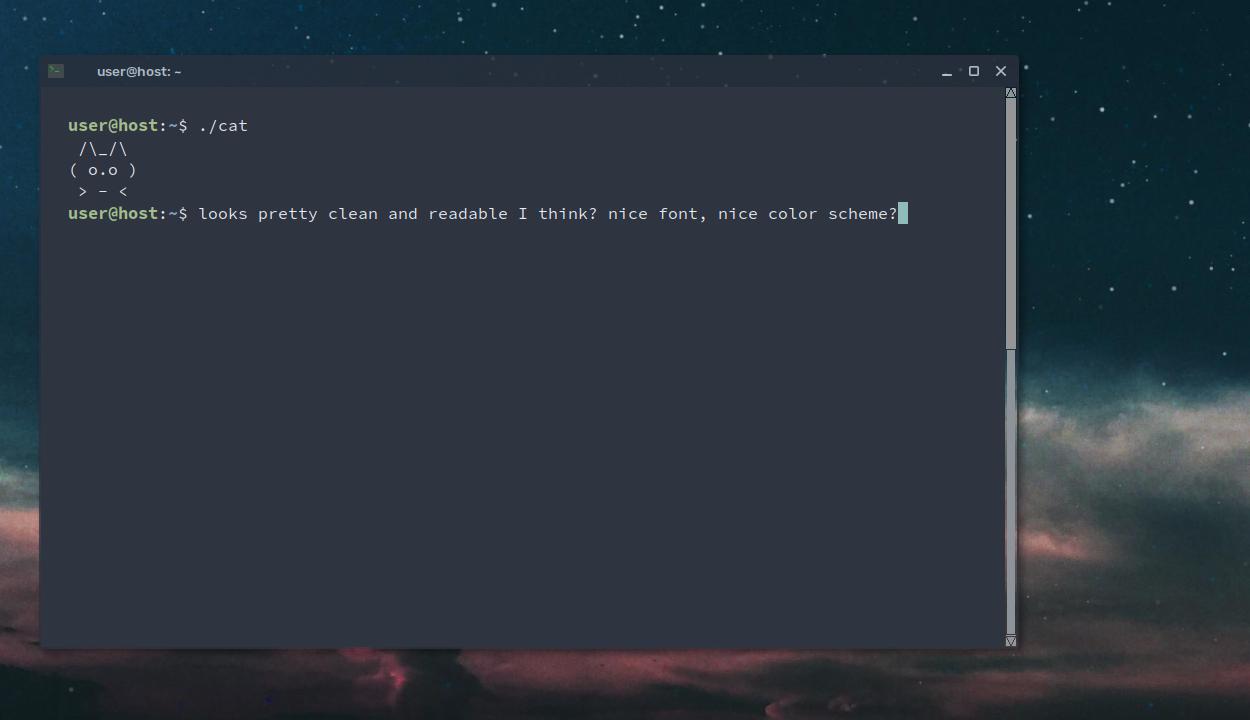 user@host: ~
user@host:~$ ./cat
 /\_/\
( o.o )
 > - <
user@host:~$ looks pretty clean and readable I think? nice font, nice color scheme?